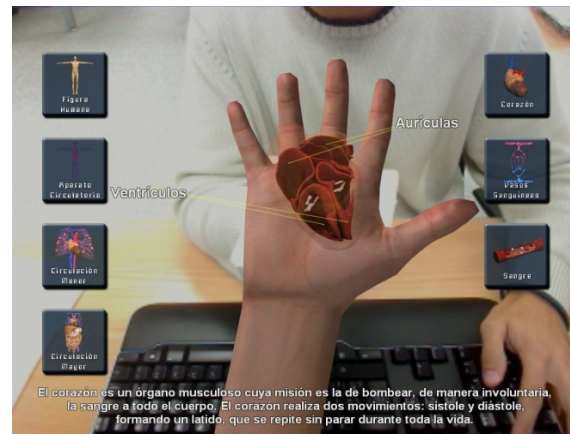 Figura
Humana
Aparato
Circulatorio
Circulación
Menor
Circulación
Mayor
Aurículas
Ventrículos
Corazón
Vasos
Sanguíneos
Sangre
El corazón es un órgano musculoso cuya misión es la de bombear, de manera involuntaria,
la sangre a todo el cuerpo. El corazón realiza dos movimientos: sístole y diástole,
formando un latido, que se repite sin parar durante toda la vida.